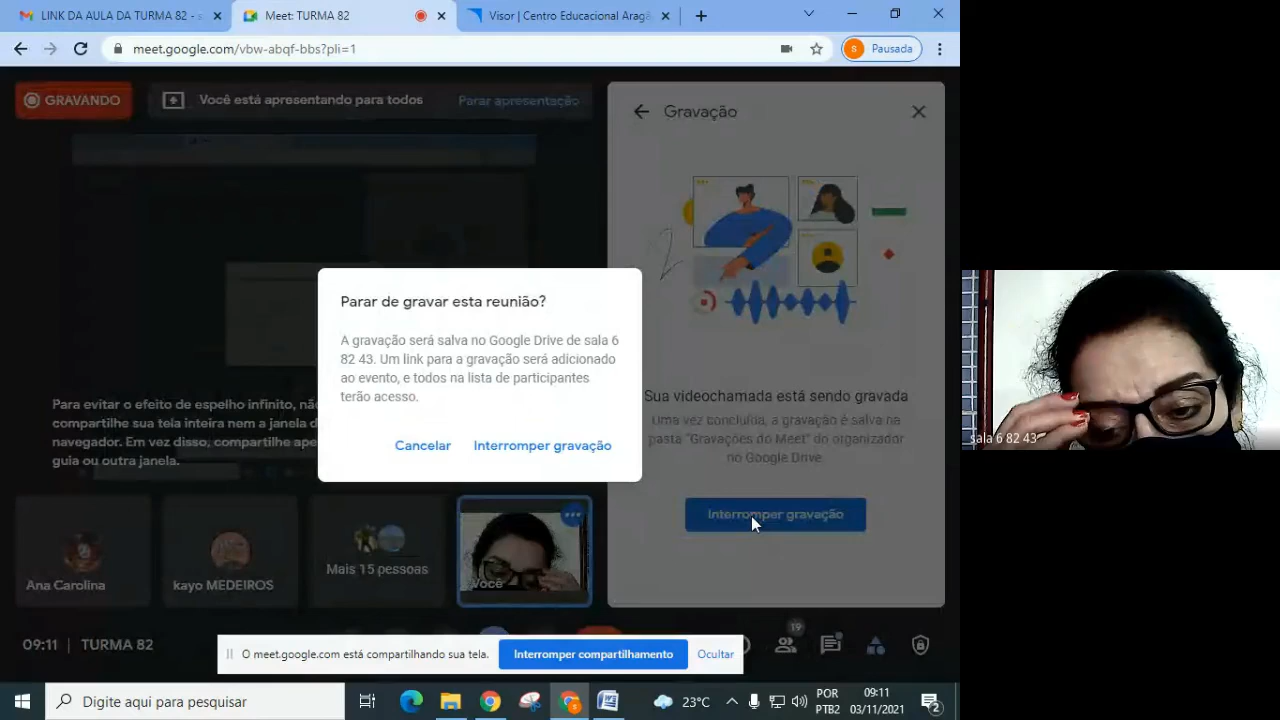 LINK DA AULA DA TURMA 82 - s
Meet: TURMA 82
Visor | Centro Educacional Aragã
meet.google.com/vbw-abqf-bbs?pli=1
S
Pausada
GRAVANDO
Você está apresentando para todos
Parar apresentação
Gravação
Parar de gravar esta reunião?
A gravação será salva no Google Drive de sala 6
82 43. Um link para a gravação será adicionado
ao evento, e todos na lista de participantes
terão acesso.
Cancelar
Interromper gravação
Para evitar o efeito de espelho infinito, nã
compartilhe sua tela inteira nem a janela d
navegador. Em vez disso, compartilhe ape
guia ou outra janela.
Sua videochamada está sendo gravada
Uma vez concluída, a gravação é salva na
pasta "Gravações do Meet" do organizador
no Google Drive.
Interromper gravação
Ana Carolina
kayo MEDEIROS
Mais 15 pessoas
Você
sala 6 82 43
09:11 | TURMA 82
19
O meet.google.com está compartilhando sua tela.
Interromper compartilhamento
Ocultar
Digite aqui para pesquisar
23°C
POR
PTB2
09:11
03/11/2021
2